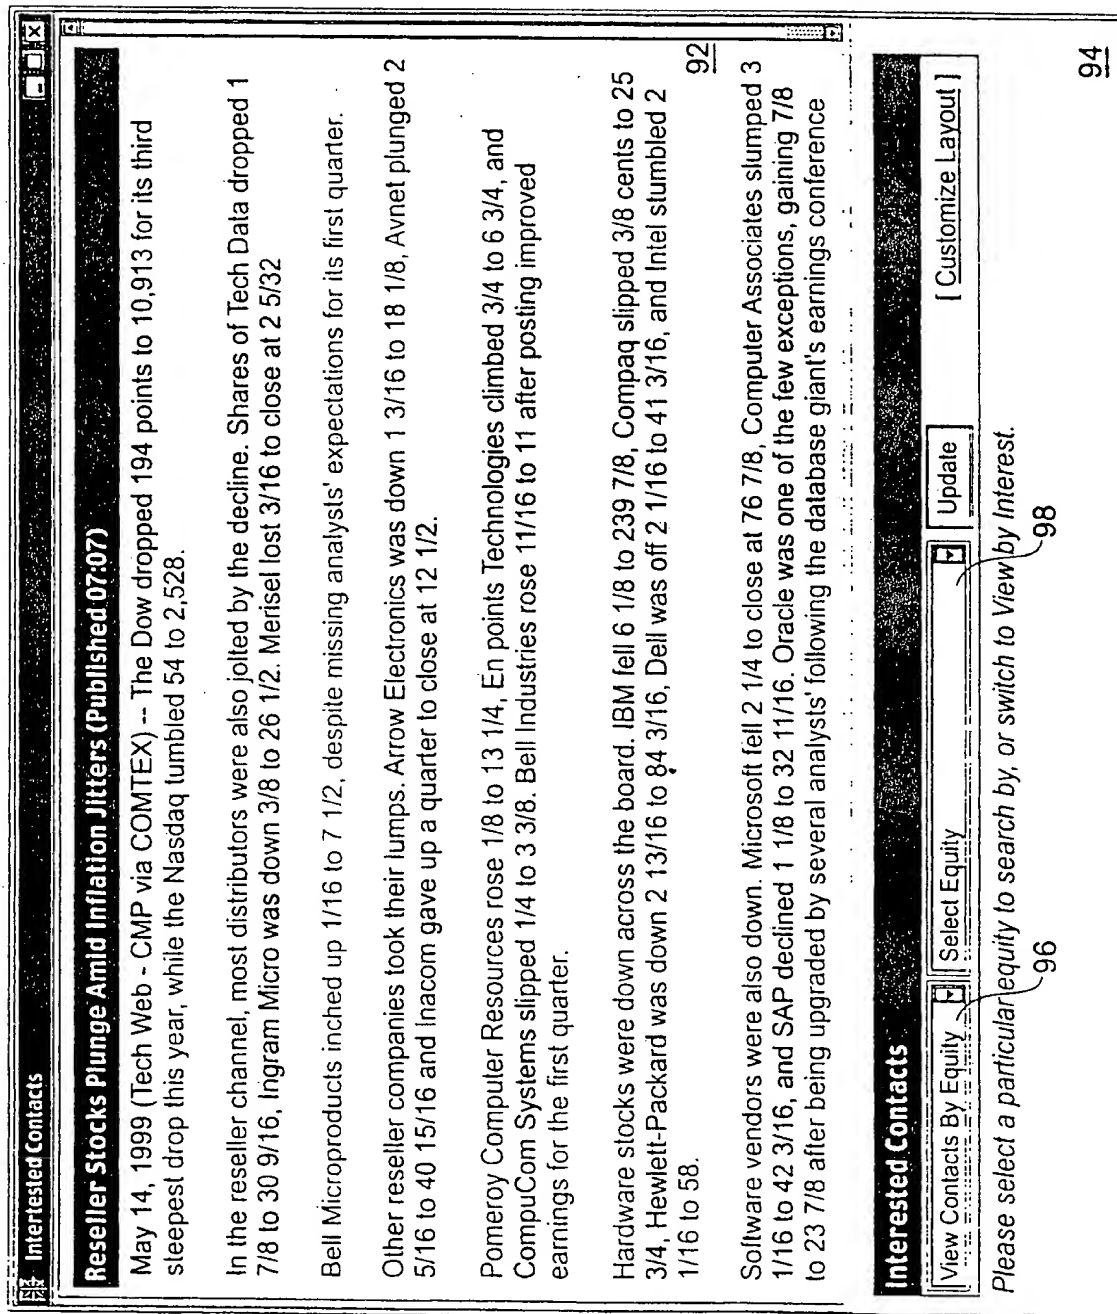 Intertested Contacts
Reseller Stocks Plunge Amid Inflation Jitters (Published 07:07)
May 14, 1999 (Tech Web - CMP via COMTEX) -- The Dow dropped 194 points to 10,913 for its third
steepest drop this year, while the Nasdaq tumbled 54 to 2,528.
In the reseller channel, most distributors were also jolted by the decline. Shares of Tech Data dropped 1
7/8 to 30 9/16, Ingram Micro was down 3/8 to 26 1/2. Merisel lost 3/16 to close at 2 5/32
Bell Microproducts inched up 1/16 to 7 1/2, despite missing analysts' expectations for its first quarter.
Other reseller companies took their lumps. Arrow Electronics was down 1 3/16 to 18 1/8, Avnet plunged 2
5/16 to 40 15/16 and Inacom gave up a quarter to close at 12 1/2.
Pomeroy Computer Resources rose 1/8 to 13 1/4, En points Technologies climbed 3/4 to 6 3/4, and
CompuCom Systems slipped 1/4 to 3 3/8. Bell Industries rose 11/16 to 11 after posting improved
earnings for the first quarter.
92
Hardware stocks were down across the board. IBM fell 6 1/8 to 239 7/8, Compaq slipped 3/8 cents to 25
3/4, Hewlett-Packard was down 2 13/16 to 84 3/16, Dell was off 2 1/16 to 41 3/16, and Intel stumbled 2
1/16 to 58.
Software vendors were also down. Microsoft fell 2 1/4 to close at 76 7/8, Computer Associates slumped 3
1/16 to 42 3/16, and SAP declined 1 1/8 to 32 11/16. Oracle was one of the few exceptions, gaining 7/8
to 23 7/8 after being upgraded by several analysts' following the database giant's earnings conference
Interested Contacts
View Contacts By Equity
Select Equity
Update
[ Customize Layout ]
Please select a particular equity to search by, or switch to View by Interest.
96
98
94